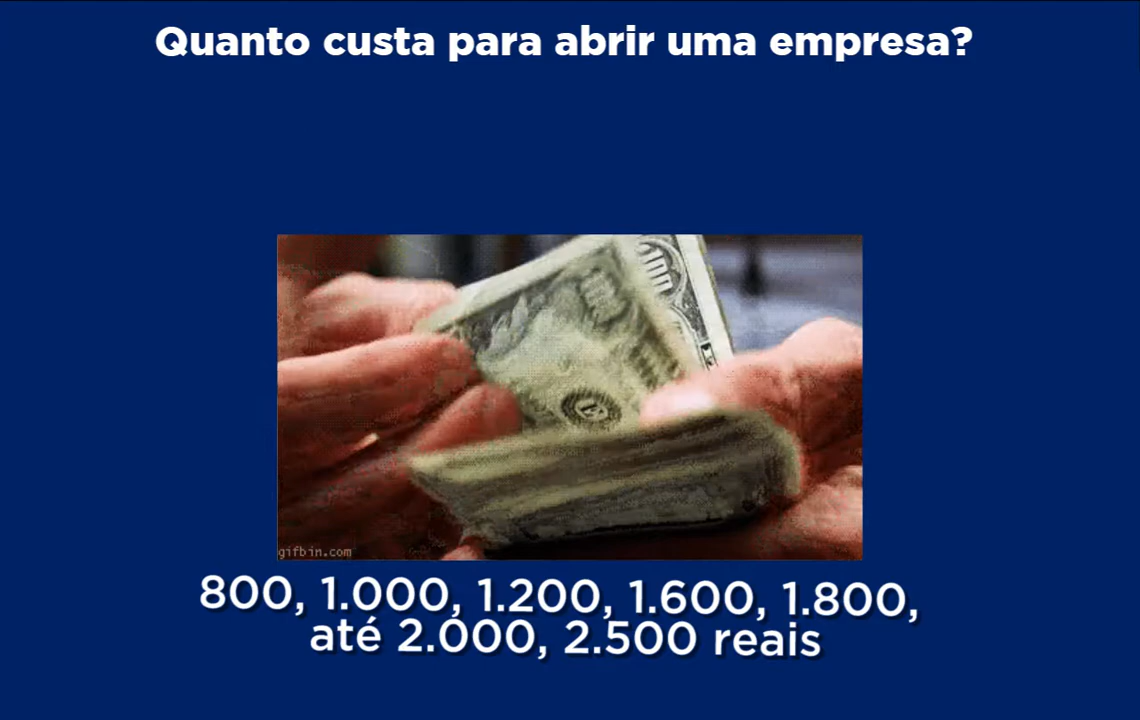 Quanto custa para abrir uma empresa?
gifbin.com
800, 1.000, 1.200, 1.600, 1.800,
até 2.000, 2.500 reais